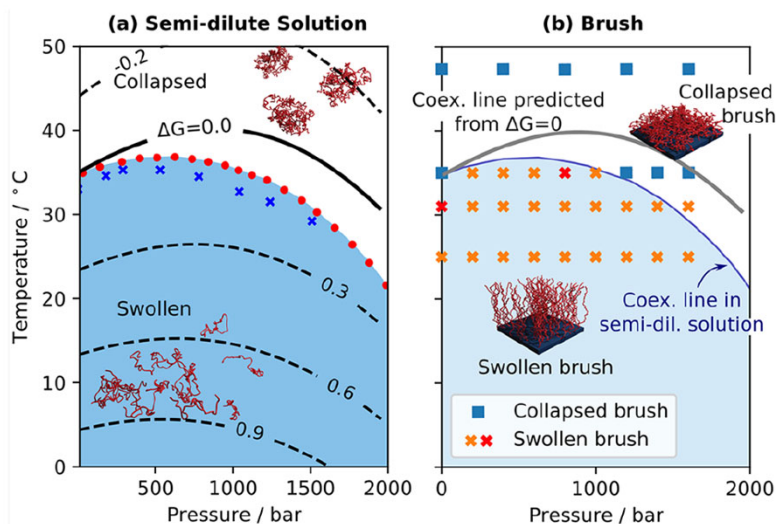 (a) Semi-dilute Solution
50
40
30
20
10
0
Temperature / °C
500
1000
1500
2000
Pressure / bar
-0.2
Collapsed
ΔG=0.0
0.3
Swollen
0.6
0.9
(b) Brush
Coex. line predicted
from ΔG=0
Collapsed
brush
Coex. line in
semi-dil. solution
Swollen brush
Collapsed brush
Swollen brush
0
1000
2000
Pressure / bar